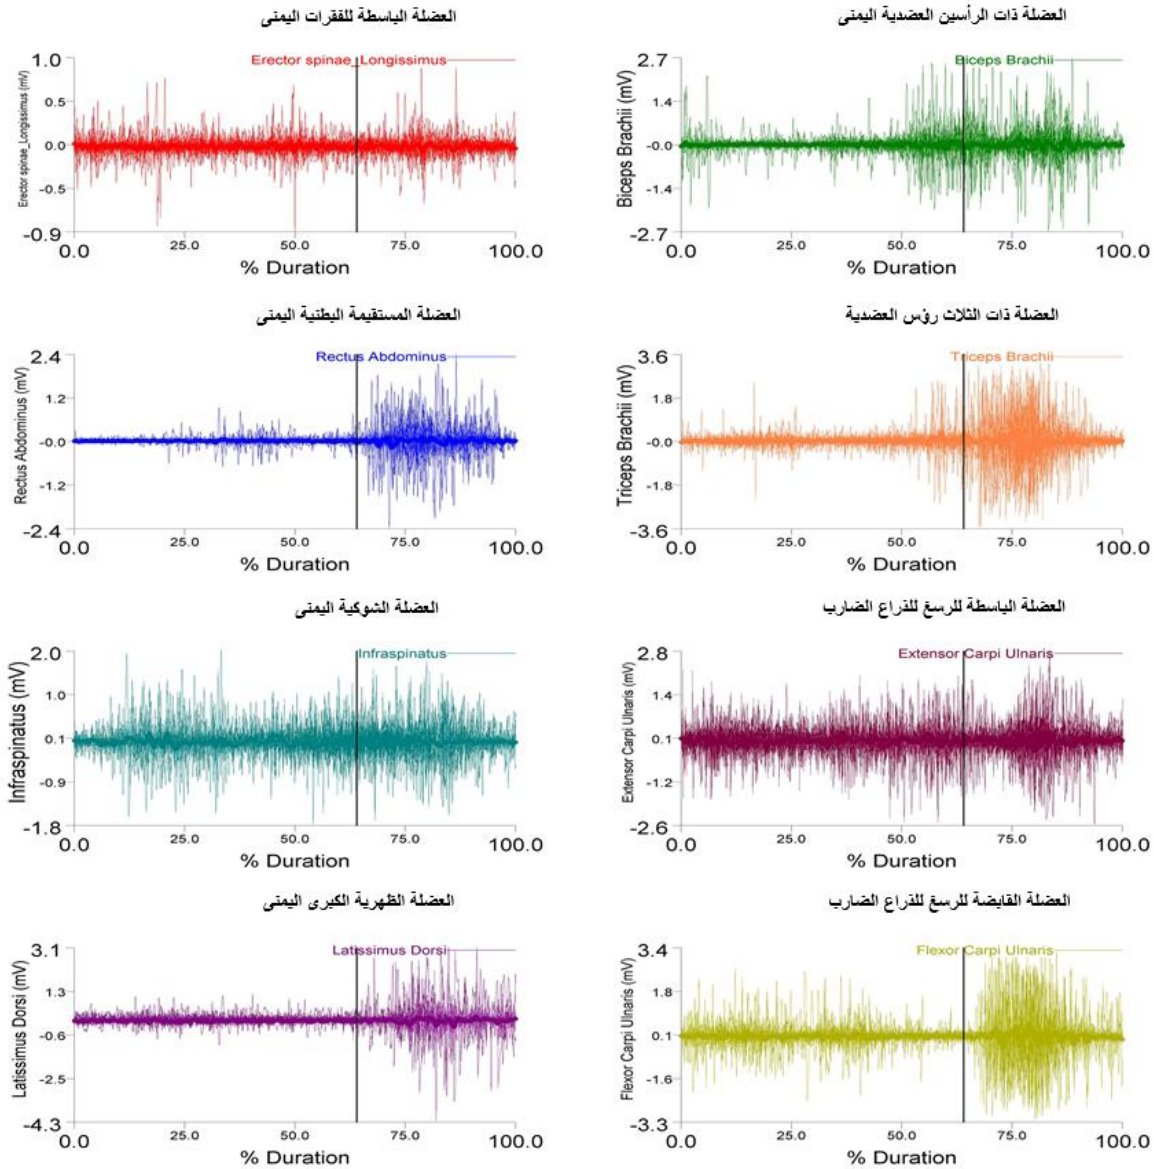 العضلة الباسطة للفقرات اليمنى
Erector spinae_Longissimus
Erector spinae_Longissimus (mV)
1.0
0.5
-0.0
-0.5
-0.9
0.0
25.0
50.0
75.0
100.0
% Duration
العضلة ذات الرأسين العضدية اليمنى
Biceps Brachii
Biceps Brachii (mV)
2.7
1.4
-0.0
-1.4
-2.7
0.0
25.0
50.0
75.0
100.0
% Duration
العضلة المستقيمة البطنية اليمنى
Rectus Abdominus
Rectus Abdominus (mV)
2.4
1.2
-0.0
-1.2
-2.4
0.0
25.0
50.0
75.0
100.0
% Duration
العضلة ذات الثلاث رؤس العضدية
Triceps Brachii
Triceps Brachii (mV)
3.6
1.8
-0.0
-1.8
-3.6
0.0
25.0
50.0
75.0
100.0
% Duration
العضلة الشوكية اليمنى
Infraspinatus
Infraspinatus (mV)
2.0
1.0
0.1
-0.9
-1.8
0.0
25.0
50.0
75.0
100.0
% Duration
العضلة الباسطة للرسغ للذراع الضارب
Extensor Carpi Ulnaris
Extensor Carpi Ulnaris (mV)
2.8
1.4
0.1
-1.2
-2.6
0.0
25.0
50.0
75.0
100.0
% Duration
العضلة الظهرية الكبرى اليمنى
Latissimus Dorsi
Latissimus Dorsi (mV)
3.1
1.3
-0.6
-2.5
-4.3
0.0
25.0
50.0
75.0
100.0
% Duration
العضلة القابضة للرسغ للذراع الضارب
Flexor Carpi Ulnaris
Flexor Carpi Ulnaris (mV)
3.4
1.8
0.1
-1.6
-3.3
0.0
25.0
50.0
75.0
100.0
% Duration